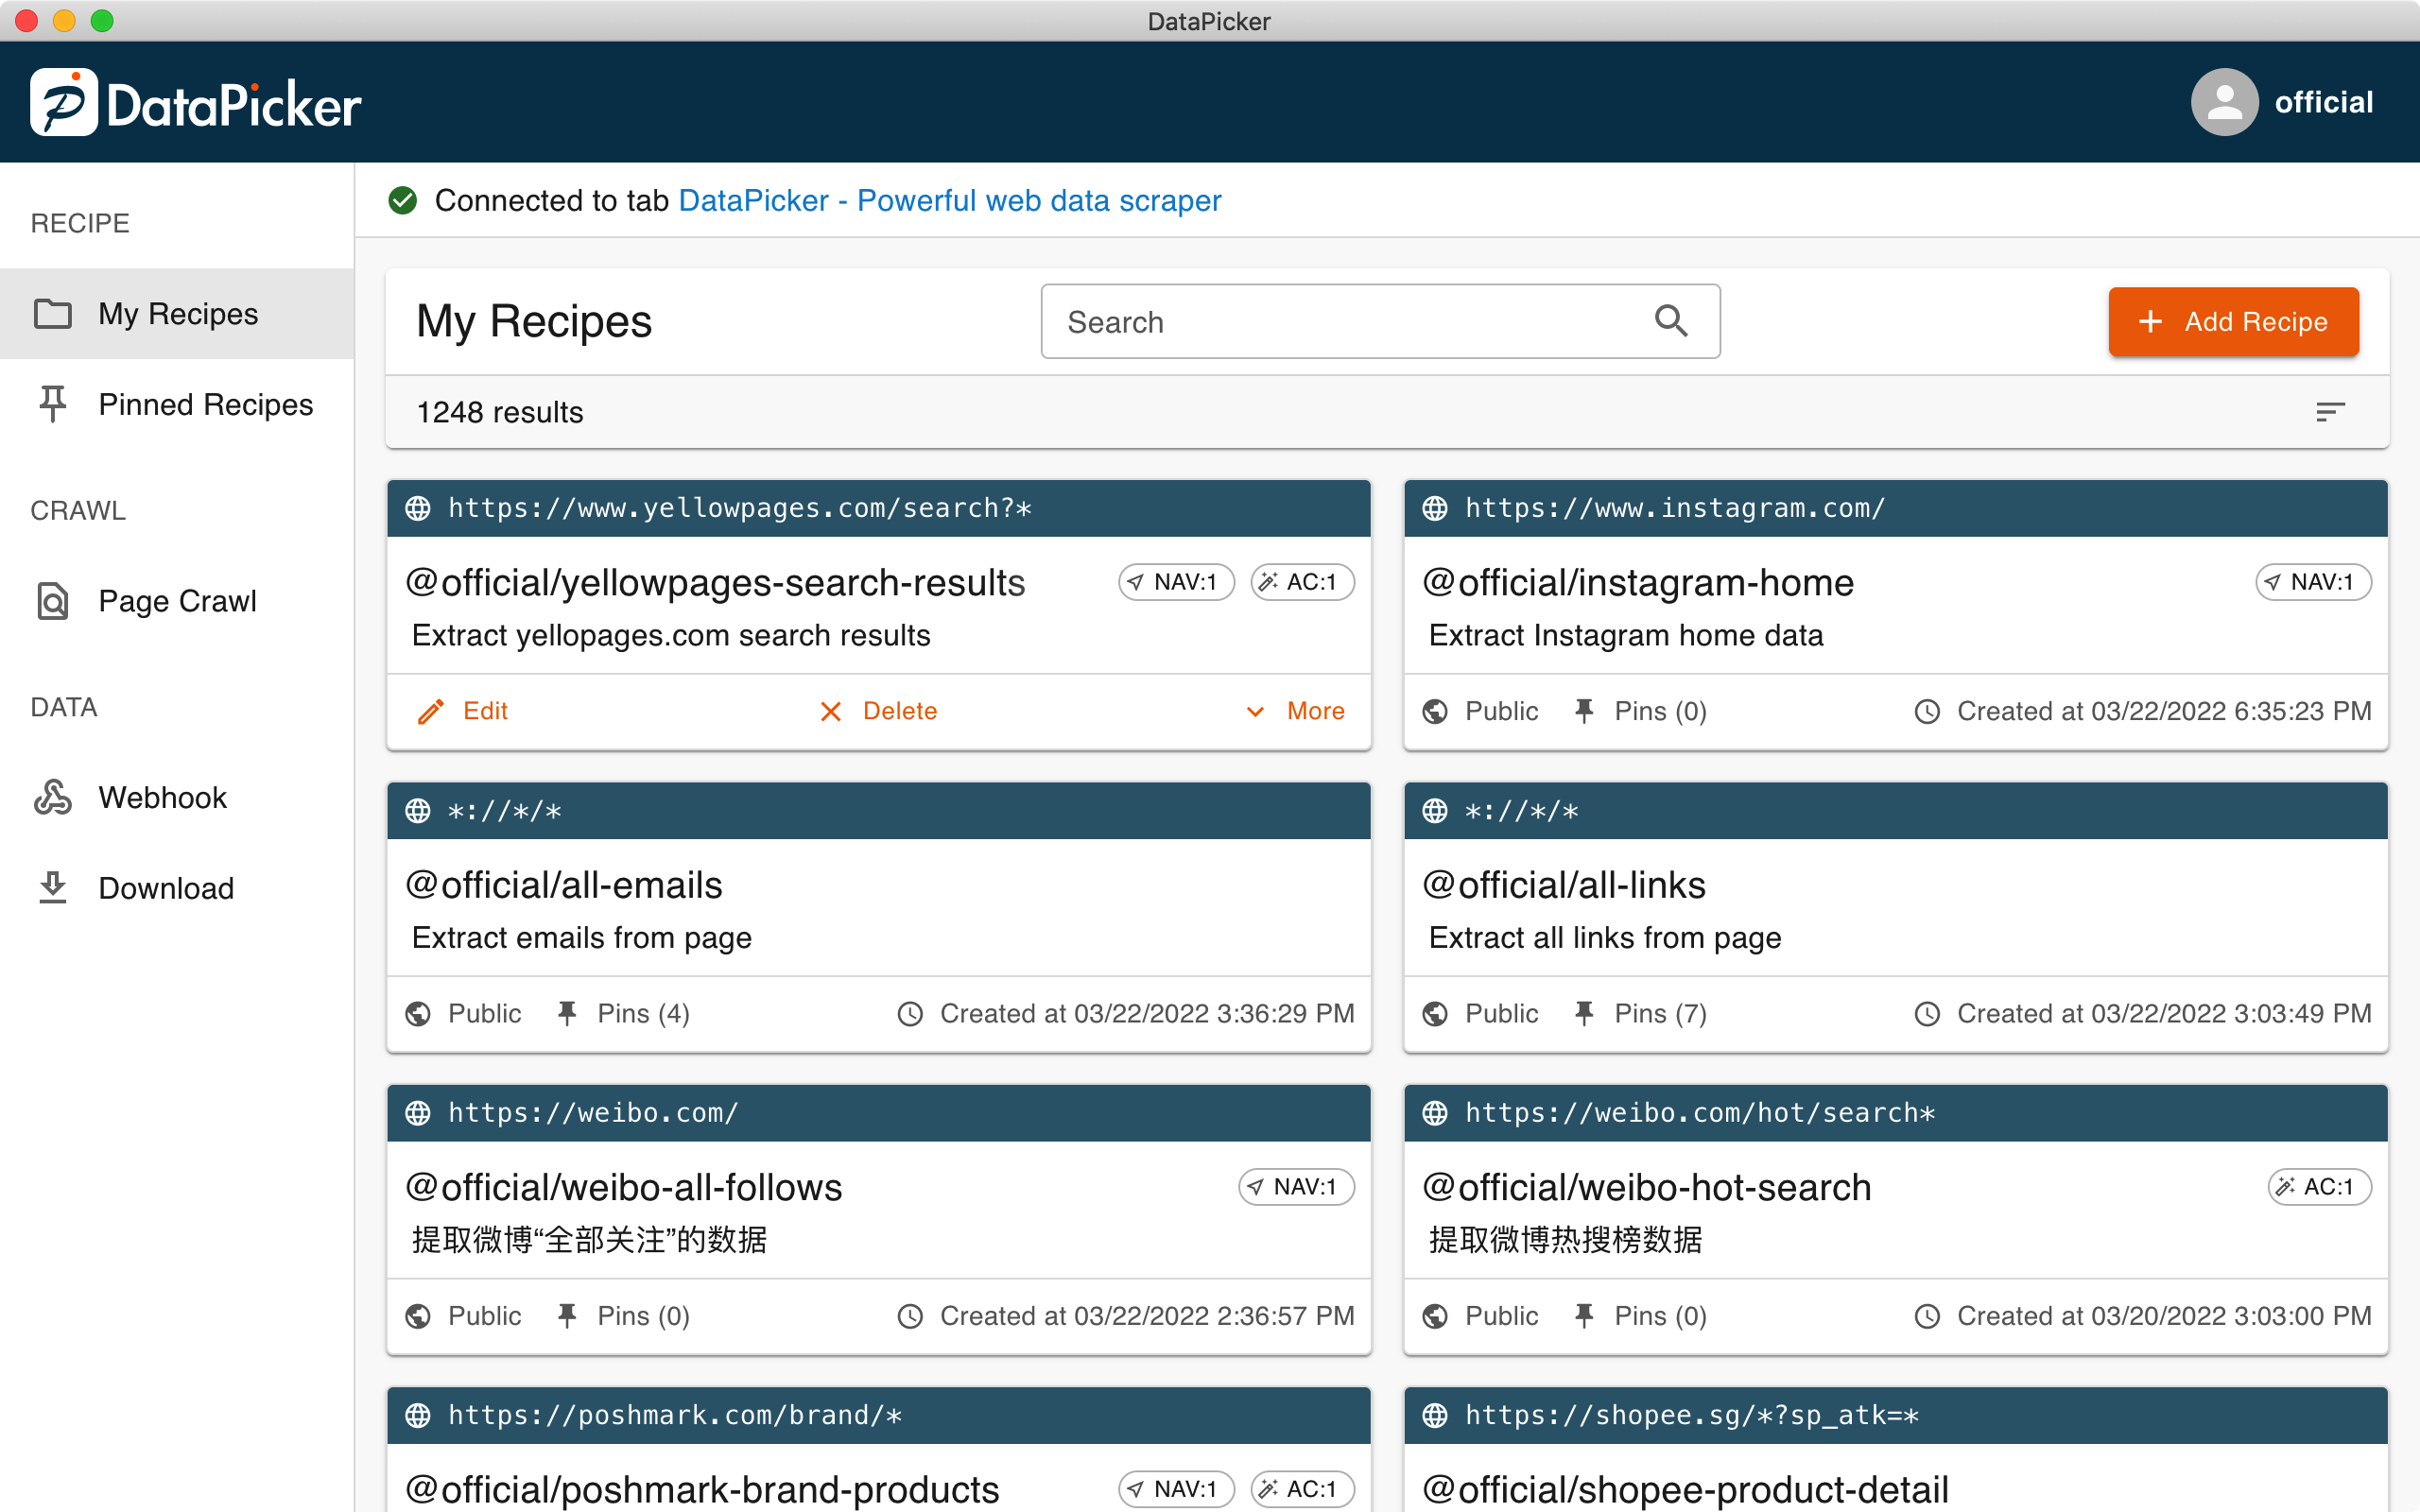 DataPicker
DataPicker
official
RECIPE
My Recipes
Pinned Recipes
CRAWL
Page Crawl
DATA
Webhook
Download
Connected to tab DataPicker - Powerful web data scraper
My Recipes
Search
+ Add Recipe
1248 results
https://www.yellowpages.com/search?*
@official/yellowpages-search-results
NAV:1
AC:1
Extract yellopages.com search results
Edit
Delete
More
https://www.instagram.com/
@official/instagram-home
NAV:1
Extract Instagram home data
Public
Pins (0)
Created at 03/22/2022 6:35:23 PM
*://*/*
@official/all-emails
Extract emails from page
Public
Pins (4)
Created at 03/22/2022 3:36:29 PM
*://*/*
@official/all-links
Extract all links from page
Public
Pins (7)
Created at 03/22/2022 3:03:49 PM
https://weibo.com/
@official/weibo-all-follows
NAV:1
提取微博“全部关注”的数据
Public
Pins (0)
Created at 03/22/2022 2:36:57 PM
https://weibo.com/hot/search*
@official/weibo-hot-search
AC:1
提取微博热搜榜数据
Public
Pins (0)
Created at 03/20/2022 3:03:00 PM
https://poshmark.com/brand/*
@official/poshmark-brand-products
NAV:1
AC:1
https://shopee.sg/*?sp_atk=*
@official/shopee-product-detail